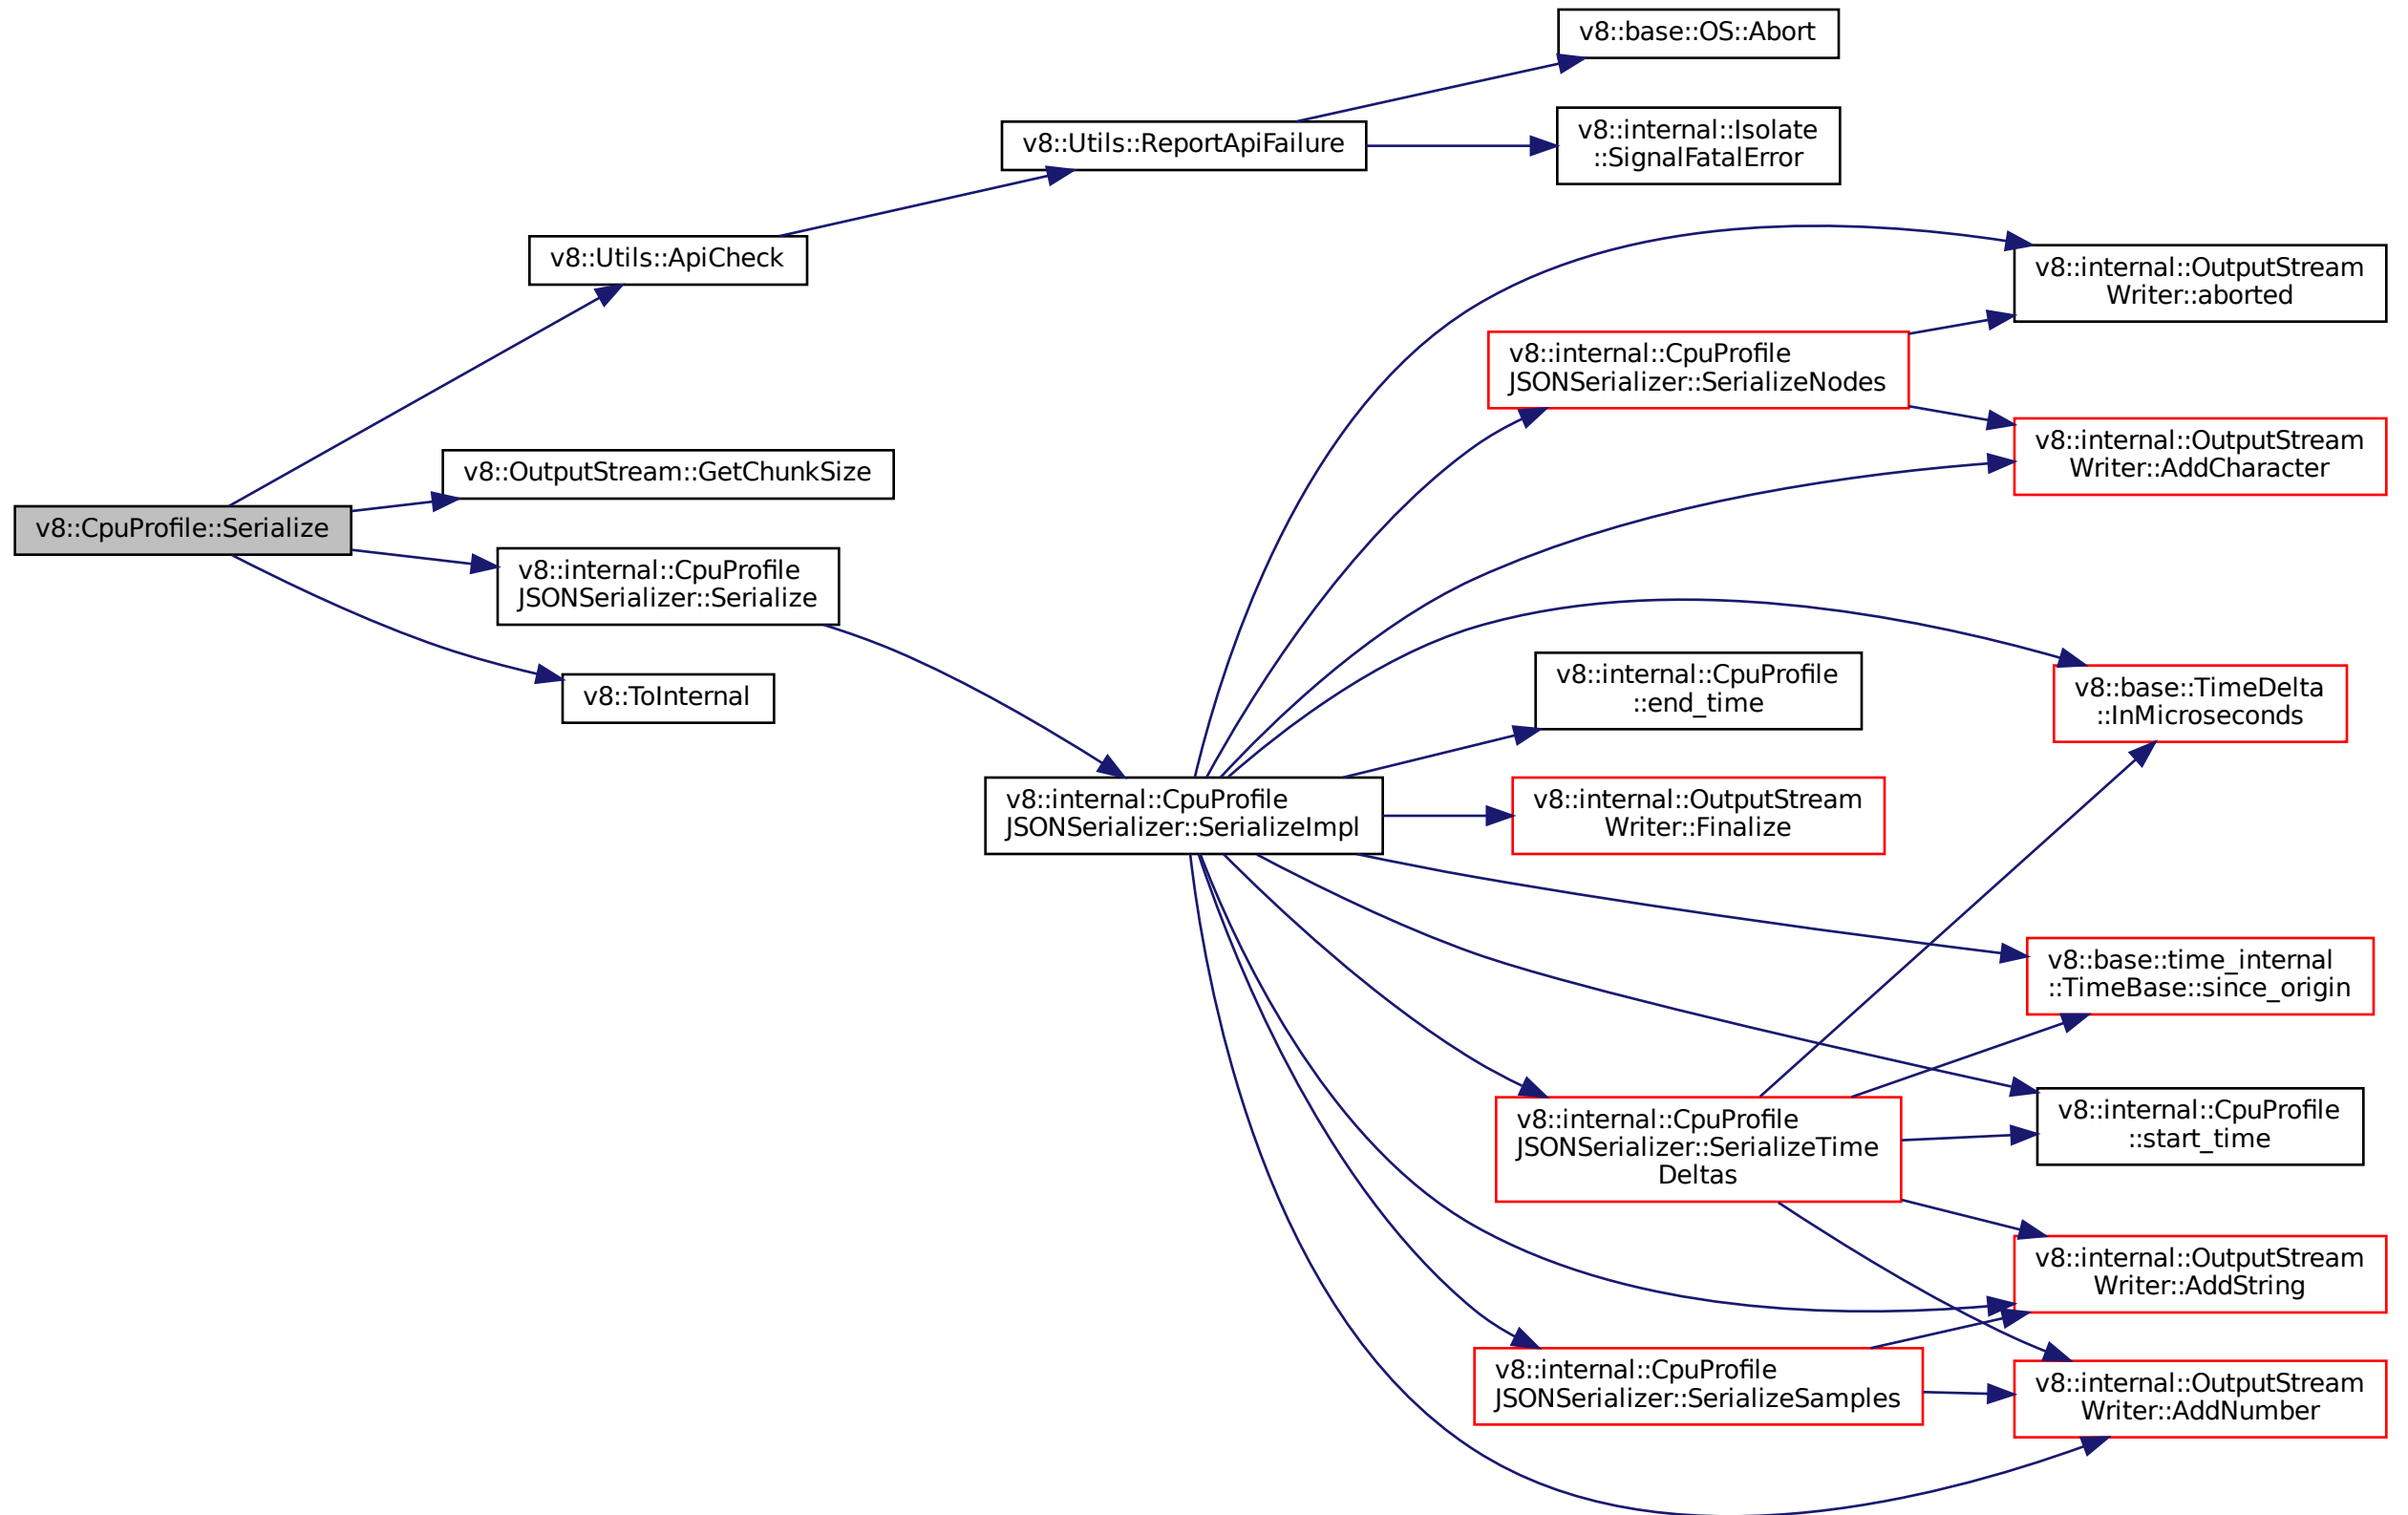 v8::base::OS::Abort
v8::Utils::ReportApiFailure
v8::internal::Isolate
::SignalFatalError
v8::Utils::ApiCheck
v8::internal::OutputStream
Writer::aborted
v8::internal::CpuProfile
JSONSerializer::SerializeNodes
v8::internal::OutputStream
Writer::AddCharacter
v8::OutputStream::GetChunkSize
v8::CpuProfile::Serialize
v8::internal::CpuProfile
JSONSerializer::Serialize
v8::ToInternal
v8::internal::CpuProfile
::end_time
v8::base::TimeDelta
::InMicroseconds
v8::internal::CpuProfile
JSONSerializer::SerializeImpl
v8::internal::OutputStream
Writer::Finalize
v8::base::time_internal
::TimeBase::since_origin
v8::internal::CpuProfile
JSONSerializer::SerializeTime
Deltas
v8::internal::CpuProfile
::start_time
v8::internal::OutputStream
Writer::AddString
v8::internal::CpuProfile
JSONSerializer::SerializeSamples
v8::internal::OutputStream
Writer::AddNumber